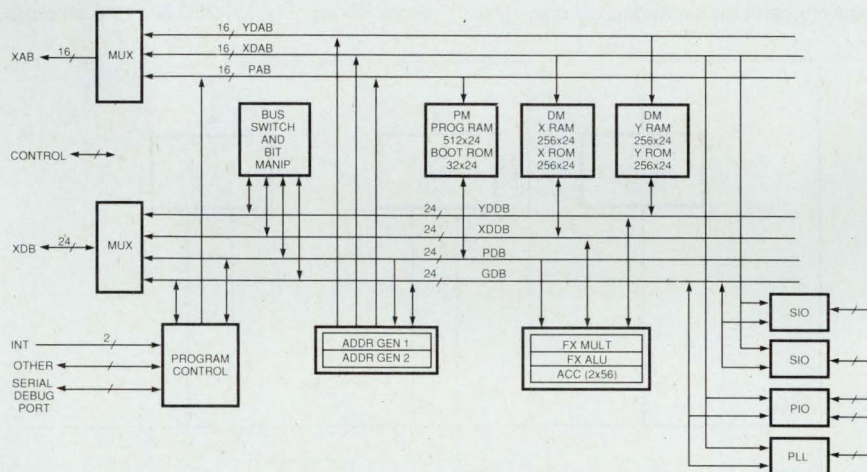 16 YDAB
16 XDAB
16 PAB
XAB
16
MUX
BUS
SWITCH
AND
BIT
MANIP
PM
PROG RAM
512x24
BOOT ROM
32x24
DM
X RAM
256x24
X ROM
256x24
DM
Y RAM
256x24
Y ROM
256x24
CONTROL
24 YDDB
24 XDDB
24 PDB
24 GDB
XDB
24
MUX
INT
2
OTHER
SERIAL
DEBUG
PORT
PROGRAM
CONTROL
ADDR GEN 1
ADDR GEN 2
FX MULT
FX ALU
ACC (2x56)
SIO
SIO
PIO
PLL